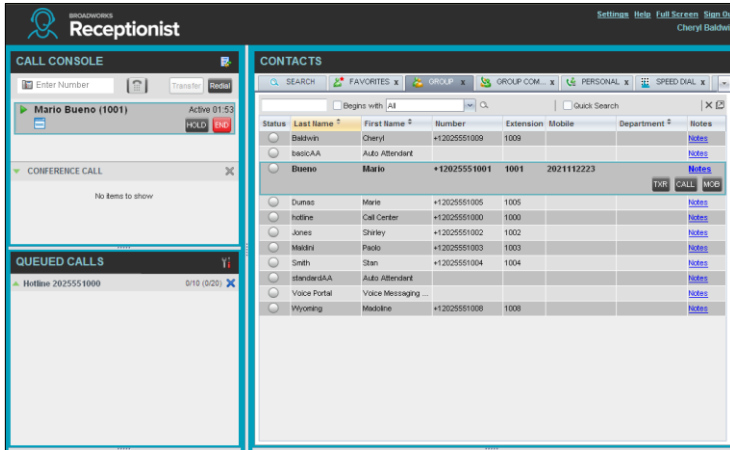 BROADWORKS
Receptionist
Settings Help Full Screen Sign Ou
Cheryl Baldwi
CALL CONSOLE
Enter Number Transfer Redial
Mario Bueno (1001) Active 01:53
HOLD END
CONFERENCE CALL
No items to show
QUEUED CALLS
Hotline 2025551000 0/10 (0/20)
CONTACTS
SEARCH FAVORITES x GROUP x GROUP COM... x PERSONAL x SPEED DIAL x
Begins with All Quick Search
Status Last Name First Name Number Extension Mobile Department Notes
Baldwin Cheryl +12025551009 1009 Notes
basicAA Auto Attendant Notes
Bueno Mario +12025551001 1001 2021112223 Notes
TXR CALL MOB
Dumas Marie +12025551005 1005 Notes
hotline Call Center +12025551000 1000 Notes
Jones Shirley +12025551002 1002 Notes
Maldini Paolo +12025551003 1003 Notes
Smith Stan +12025551004 1004 Notes
standardAA Auto Attendant Notes
Voice Portal Voice Messaging ... Notes
Wyoming Madoline +12025551008 1008 Notes